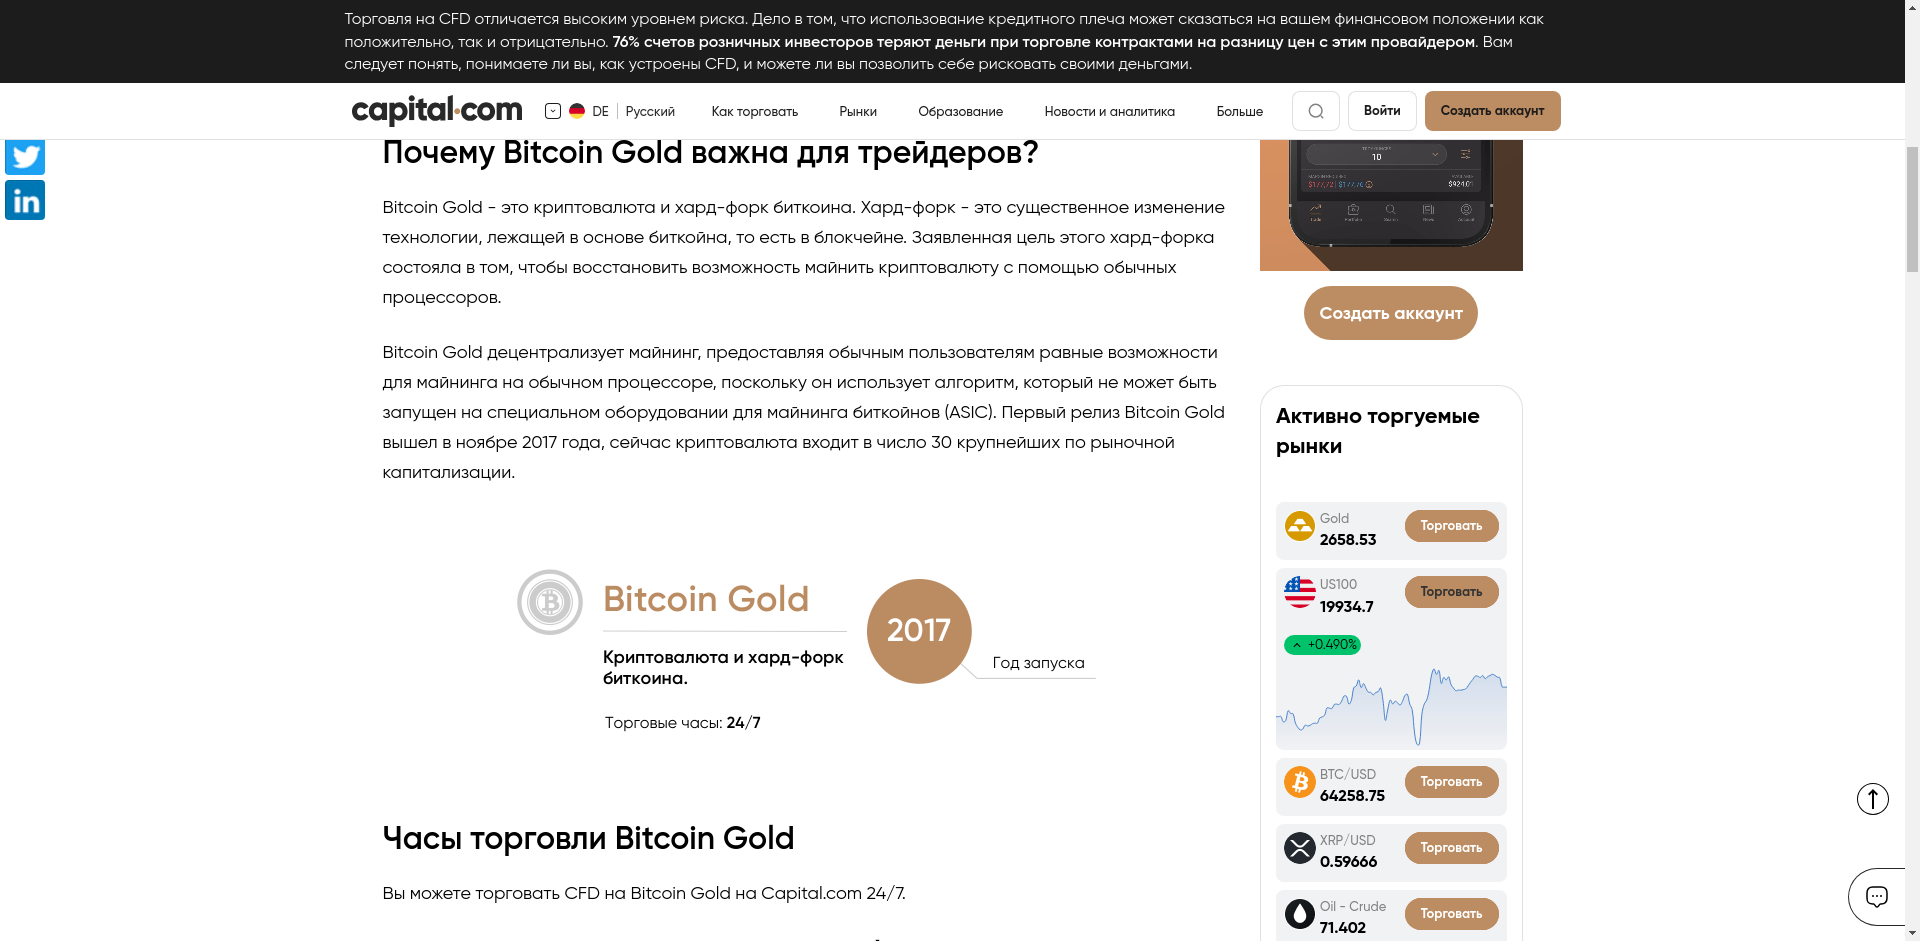 Торговля на CFD отличается высоким уровнем риска. Дело в том, что использование кредитного плеча может сказаться на вашем финансовом положении как
положительно, так и отрицательно. 76% счетов розничных инвесторов теряют деньги при торговле контрактами на разницу цен с этим провайдером. Вам
следует понять, понимаете ли вы, как устроены CFD, и можете ли вы позволить себе рисковать своими деньгами.
capital.com
DE
Русский
Как торговать
Рынки
Образование
Новости и аналитика
Больше
Войти
Создать аккаунт
in
Почему Bitcoin Gold важна для трейдеров?
Bitcoin Gold - это криптовалюта и хард-форк биткоина. Хард-форк - это существенное изменение
технологии, лежащей в основе биткойна, то есть в блокчейне. Заявленная цель этого хард-форка
состояла в том, чтобы восстановить возможность майнить криптовалюту с помощью обычных
процессоров.
Bitcoin Gold децентрализует майнинг, предоставляя обычным пользователям равные возможности
для майнинга на обычном процессоре, поскольку он использует алгоритм, который не может быть
запущен на специальном оборудовании для майнинга биткойнов (ASIC). Первый релиз Bitcoin Gold
вышел в ноябре 2017 года, сейчас криптовалюта входит в число 30 крупнейших по рыночной
капитализации.
Bitcoin Gold
Криптовалюта и хард-форк
биткоина.
Торговые часы: 24/7
2017
Год запуска
Часы торговли Bitcoin Gold
Вы можете торговать CFD на Bitcoin Gold на Capital.com 24/7.
10
$177,72 $177,76
$924.01
Создать аккаунт
Активно торгуемые
рынки
Gold
2658.53
Торговать
US100
19934.7
Торговать
+0.490%
BTC/USD
64258.75
Торговать
XRP/USD
0.59666
Торговать
Oil - Crude
71.402
Торговать